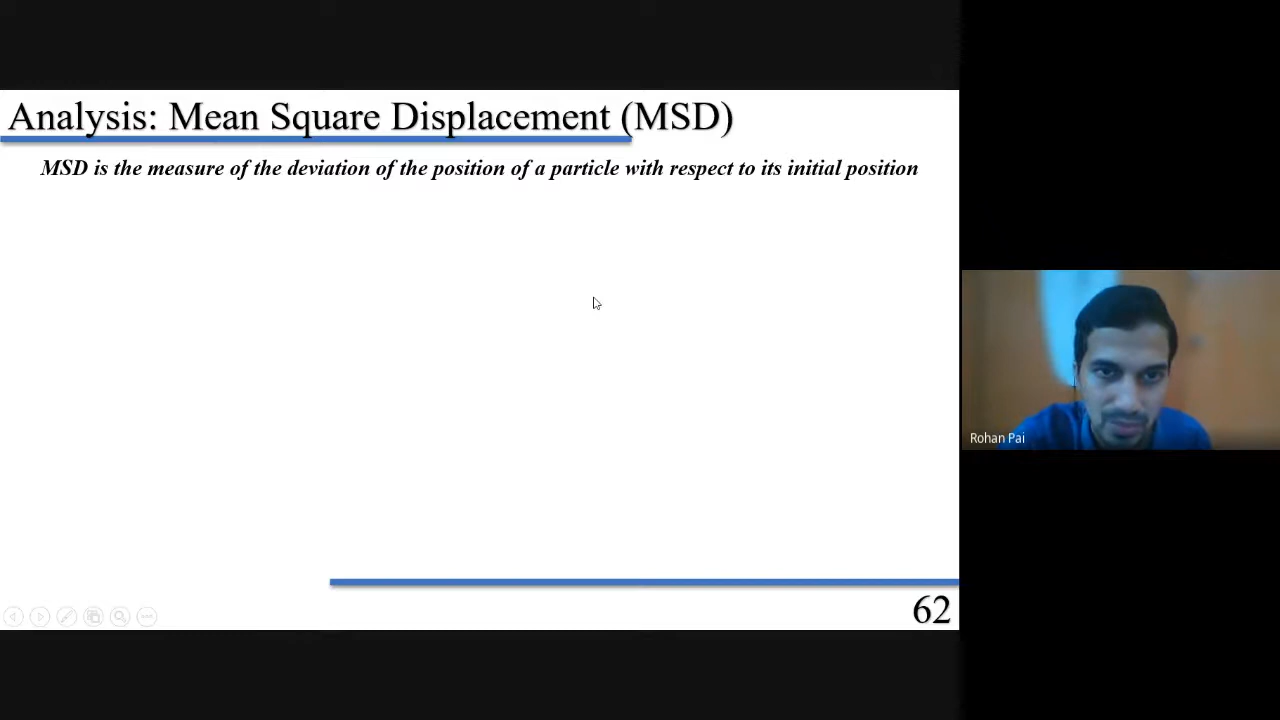 Analysis: Mean Square Displacement (MSD)
MSD is the measure of the deviation of the position of a particle with respect to its initial position
Rohan Pai
62